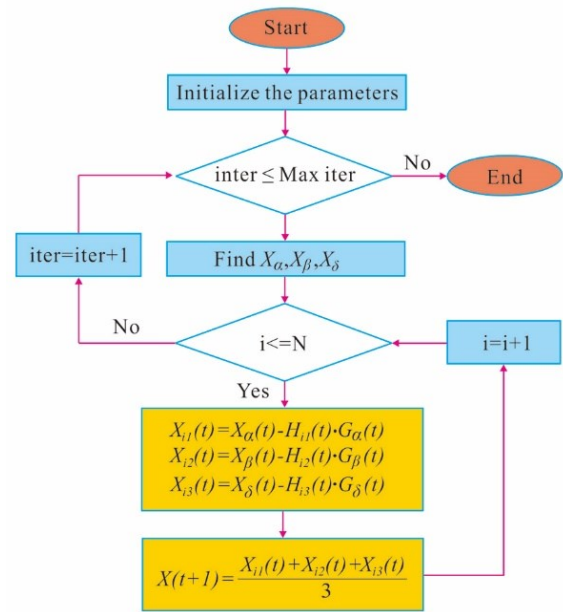 Start
Initialize the parameters
inter ≤ Max iter
No
End
iter=iter+1
Find Xα,Xβ,Xδ
No
i<=N
i=i+1
Yes
Xi1(t)=Xα(t)-Hi1(t)·Gα(t)
Xi2(t)=Xβ(t)-Hi2(t)·Gβ(t)
Xi3(t)=Xδ(t)-Hi3(t)·Gδ(t)
X(t+1)=Xi1(t)+Xi2(t)+Xi3(t)
3